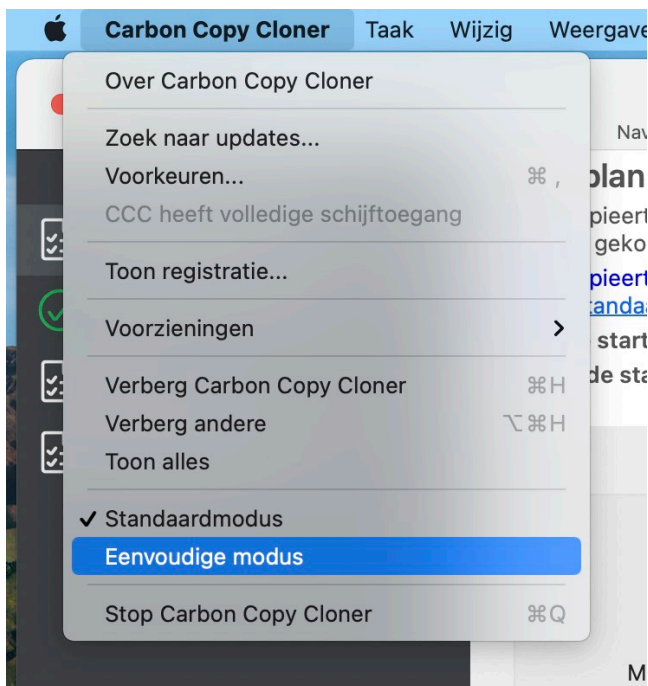 Carbon Copy Cloner Taak Wijzig Weergave
Over Carbon Copy Cloner
Zoek naar updates...
Nav
Voorkeuren... ⌘ ,
plan
CCC heeft volledige schijftoegang
pieert
geko
Toon registratie...
pieert
tandaa
Voorzieningen
start
Verberg Carbon Copy Cloner ⌘H
de sta
Verberg andere ⌥⌘H
Toon alles
✓ Standaardmodus
Eenvoudige modus
Stop Carbon Copy Cloner ⌘Q
M